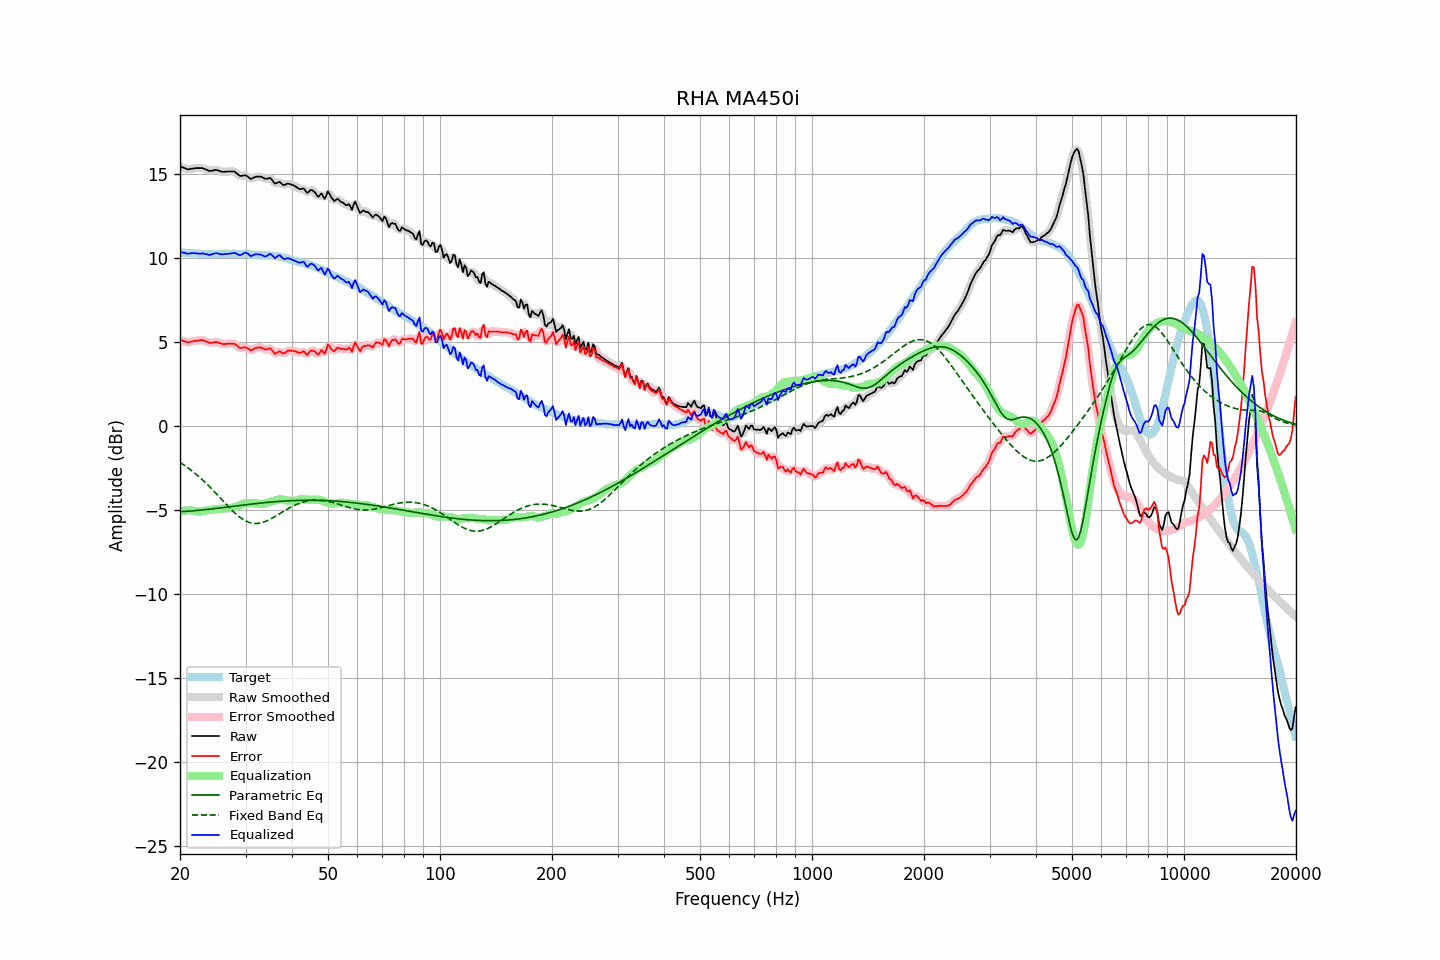 RHA MA450i
Amplitude (dBr)
15
10
5
0
−5
−10
−15
−20
−25
Target
Raw Smoothed
Error Smoothed
Raw
Error
Equalization
Parametric Eq
Fixed Band Eq
Equalized
20 50 100 200 500 1000 2000 5000 10000 20000
Frequency (Hz)